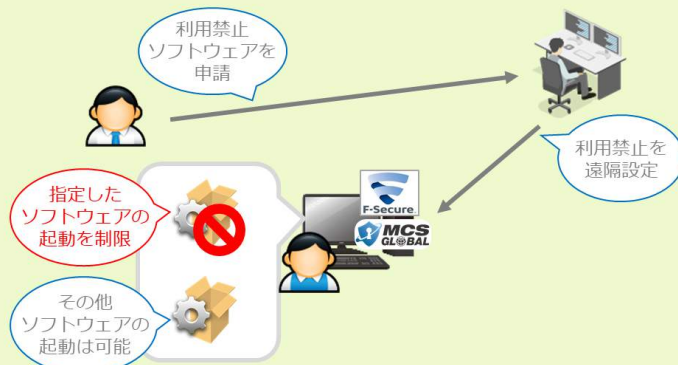 利用禁止
ソフトウェアを
申請
利用禁止を
遠隔設定
指定した
ソフトウェアの
起動を制限
F-Secure
MCS
GLOBAL
その他
ソフトウェアの
起動は可能